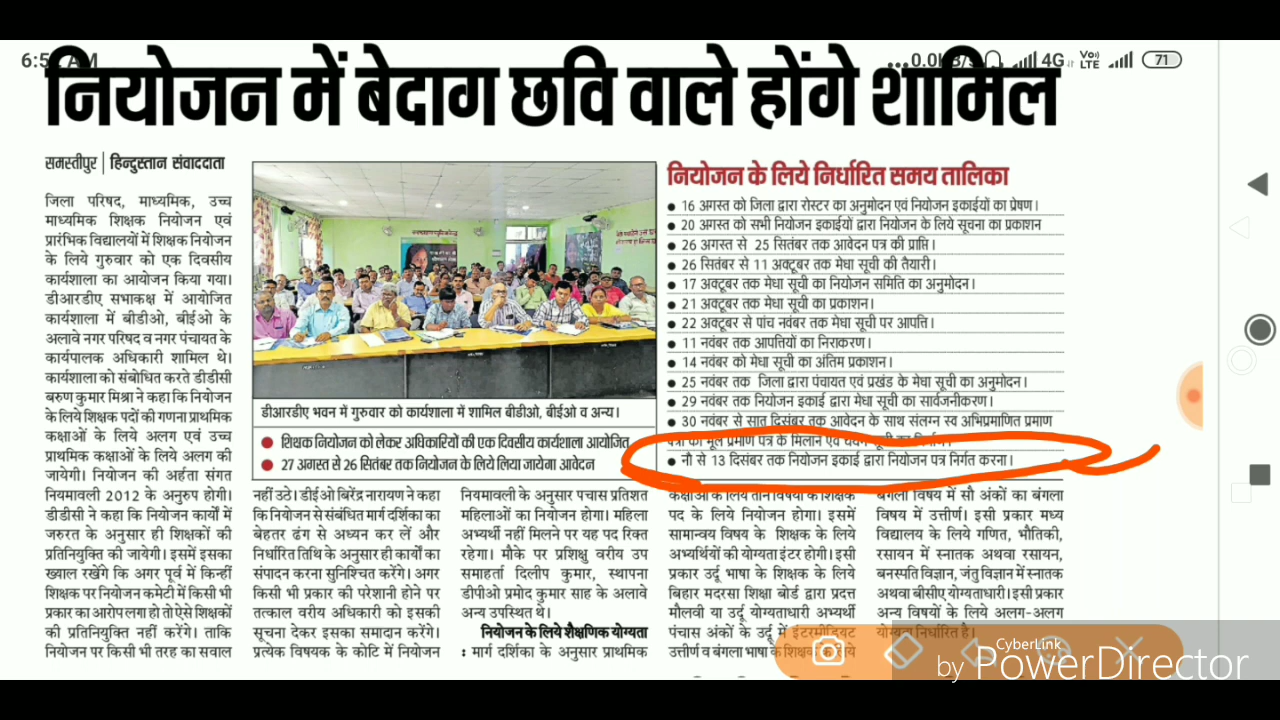 6:5 AM
...0.0KB/S 4G VoLTE 71
नियोजन में बेदाग छवि वाले होंगे शामिल
समस्तीपुर | हिन्दुस्तान संवाददाता
जिला परिषद, माध्यमिक, उच्च
माध्यमिक शिक्षक नियोजन एवं
प्रारंभिक विद्यालयों में शिक्षक नियोजन
के लिए गुरुवार को एक दिवसीय
कार्यशाला का आयोजन किया गया।
डीआरडीए सभाकक्ष में आयोजित
कार्यशाला में बीडीओ, बीईओ के
अलावे नगर परिषद व नगर पंचायत के
कार्यपालक अधिकारी शामिल थे।
कार्यशाला को संबोधित करते डीडीसी
बरुण कुमार मिश्रा ने कहा कि नियोजन
के लिये शिक्षक पदों की गणना प्राथमिक
कक्षाओं के लिये अलग एवं उच्च
प्राथमिक कक्षाओं के लिये अलग की
जायेगी। नियोजन की अर्हता संगत
नियमावली 2012 के अनुरुप होगी।
डीडीसी ने कहा कि नियोजन कार्यो में
जरुरत के अनुसार ही शिक्षकों की
प्रतिनियुक्ति की जायेगी। इसमें इसका
ख्याल रखेंगे कि अगर पूर्व में किन्हीं
शिक्षक पर नियोजन कमेटी में किसी भी
प्रकार का आरोप लगा हो तो ऐसे शिक्षकों
की प्रतिनियुक्ति नहीं करेंगे। ताकि
नियोजन पर किसी भी तरह का सवाल
डीआरडीए भवन में गुरुवार को कार्यशाला में शामिल बीडीओ, बीईओ व अन्य।
● शिक्षक नियोजन को लेकर अधिकारियों की एक दिवसीय कार्यशाला आयोजित
● 27 अगस्त से 26 सितंबर तक नियोजन के लिये लिया जायेगा आवेदन
नियोजन के लिये निर्धारित समय तालिका
● 16 अगस्त को जिला द्वारा रोस्टर का अनुमोदन एवं नियोजन इकाईयों का प्रेषण।
● 20 अगस्त को सभी नियोजन इकाईयों द्वारा नियोजन के लिये सूचना का प्रकाशन
● 26 अगस्त से 25 सितंबर तक आवेदन पत्र की प्राप्ति।
● 26 सितंबर से 11 अक्टूबर तक मेधा सूची की तैयारी।
● 17 अक्टूबर तक मेधा सूची का नियोजन समिति का अनुमोदन।
● 21 अक्टूबर तक मेधा सूची का प्रकाशन।
● 22 अक्टूबर से पांच नवंबर तक मेधा सूची पर आपत्ति।
● 11 नवंबर तक आपत्तियों का निराकरण।
● 14 नवंबर को मेधा सूची का अंतिम प्रकाशन।
● 25 नवंबर तक जिला द्वारा पंचायत एवं प्रखंड के मेधा सूची का अनुमोदन।
● 29 नवंबर तक नियोजन इकाई द्वारा मेधा सूची का सार्वजनीकरण।
● 30 नवंबर से सात दिसंबर तक आवेदन के साथ संलग्न स्व अभिप्रमाणित प्रमाण
पत्रों का मूल प्रमाण पत्र के मिलान एवं
● नौ से 13 दिसंबर तक नियोजन इकाई द्वारा नियोजन पत्र निर्गत करना।
नहीं उठे। डीईओ बिरेंद्र नारायण ने कहा
कि नियोजन से संबंधित मार्ग दर्शिका का
बेहतर ढंग से अध्यन कर लें और
निर्धारित तिथि के अनुसार ही कार्यों का
संपादन करना सुनिश्चित करेंगे। अगर
किसी भी प्रकार की परेशानी होने पर
तत्काल वरीय अधिकारी को इसकी
सूचना देकर इसका समादान करेंगे।
प्रत्येक विषयक के कोटि में नियोजन
नियमावली के अनुसार पचास प्रतिशत
महिलाओं का नियोजन होगा। महिला
अभ्यर्थी नहीं मिलने पर यह पद रिक्त
रहेगा। मौके पर प्रशिक्षु वरीय उप
समाहर्ता दिलीप कुमार, स्थापना
डीपीओ प्रमोद कुमार साह के अलावे
अन्य उपस्थित थे।
नियोजन के लिये शैक्षणिक योग्यता
: मार्ग दर्शिका के अनुसार प्राथमिक
कक्षाओं के लिये तीन विषयों के शिक्षक
पद के लिये नियोजन होगा। इसमें
सामान्वय विषय के शिक्षक के लिये
अभ्यर्थियों की योग्यता इंटर होगी। इसी
प्रकार उर्दू भाषा के शिक्षक के लिये
बिहार मदरसा शिक्षा बोर्ड द्वारा प्रदत्त
मौलवी या उर्दू योग्यताधारी अभ्यर्थी
पंचास अंकों के उर्दू में इंटरमीडियट
उत्तीर्ण व बंगला भाषा के शिक्षक के लिये
बंगला विषय में सौ अंकों का बंगला
विषय में उत्तीर्ण। इसी प्रकार मध्य
विद्यालय के लिये गणित, भौतिकी,
रसायन में स्नातक अथवा रसायन,
बनस्पति विज्ञान, जंतु विज्ञान में स्नातक
अथवा बीसीए योग्यताधारी। इसी प्रकार
अन्य विषयों के लिये अलग-अलग
योग्यता निर्धारित है।
CyberLink
by PowerDirector